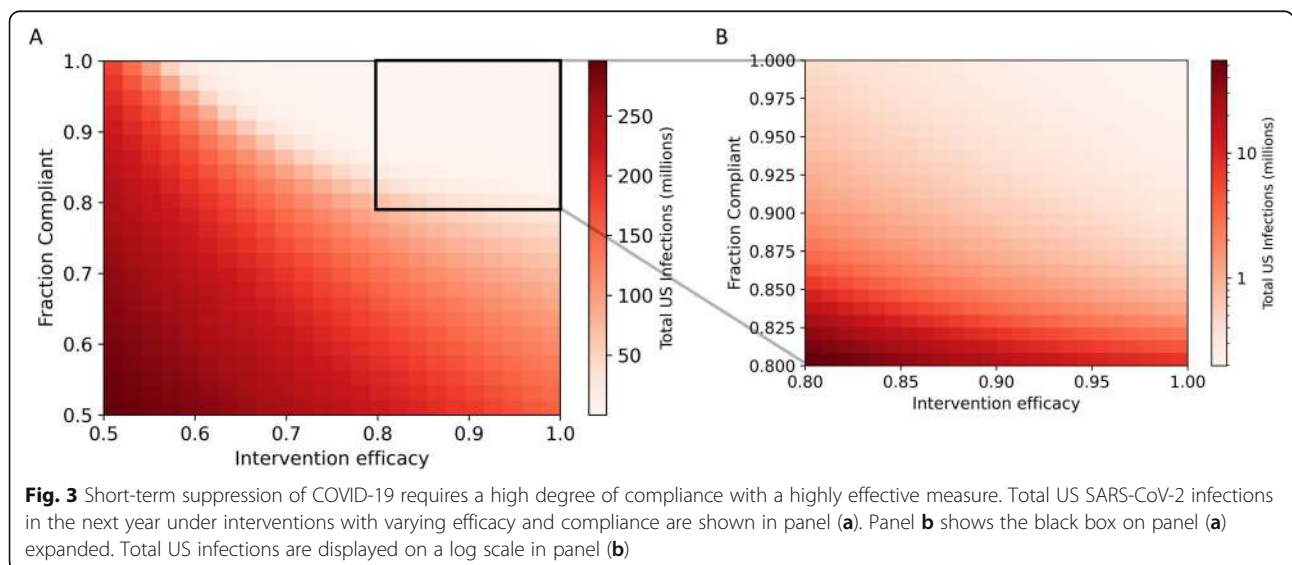 A
B
1.0
0.9
0.8
0.7
0.6
0.5
Fraction Compliant
0.5 0.6 0.7 0.8 0.9 1.0
Intervention efficacy
250
200
150
100
50
Total US Infections (millions)
1.000
0.975
0.950
0.925
0.900
0.875
0.850
0.825
0.800
Fraction Compliant
0.80 0.85 0.90 0.95 1.00
Intervention efficacy
10
1
Total US Infections (millions)
Fig. 3 Short-term suppression of COVID-19 requires a high degree of compliance with a highly effective measure. Total US SARS-CoV-2 infections
in the next year under interventions with varying efficacy and compliance are shown in panel (a). Panel b shows the black box on panel (a)
expanded. Total US infections are displayed on a log scale in panel (b)